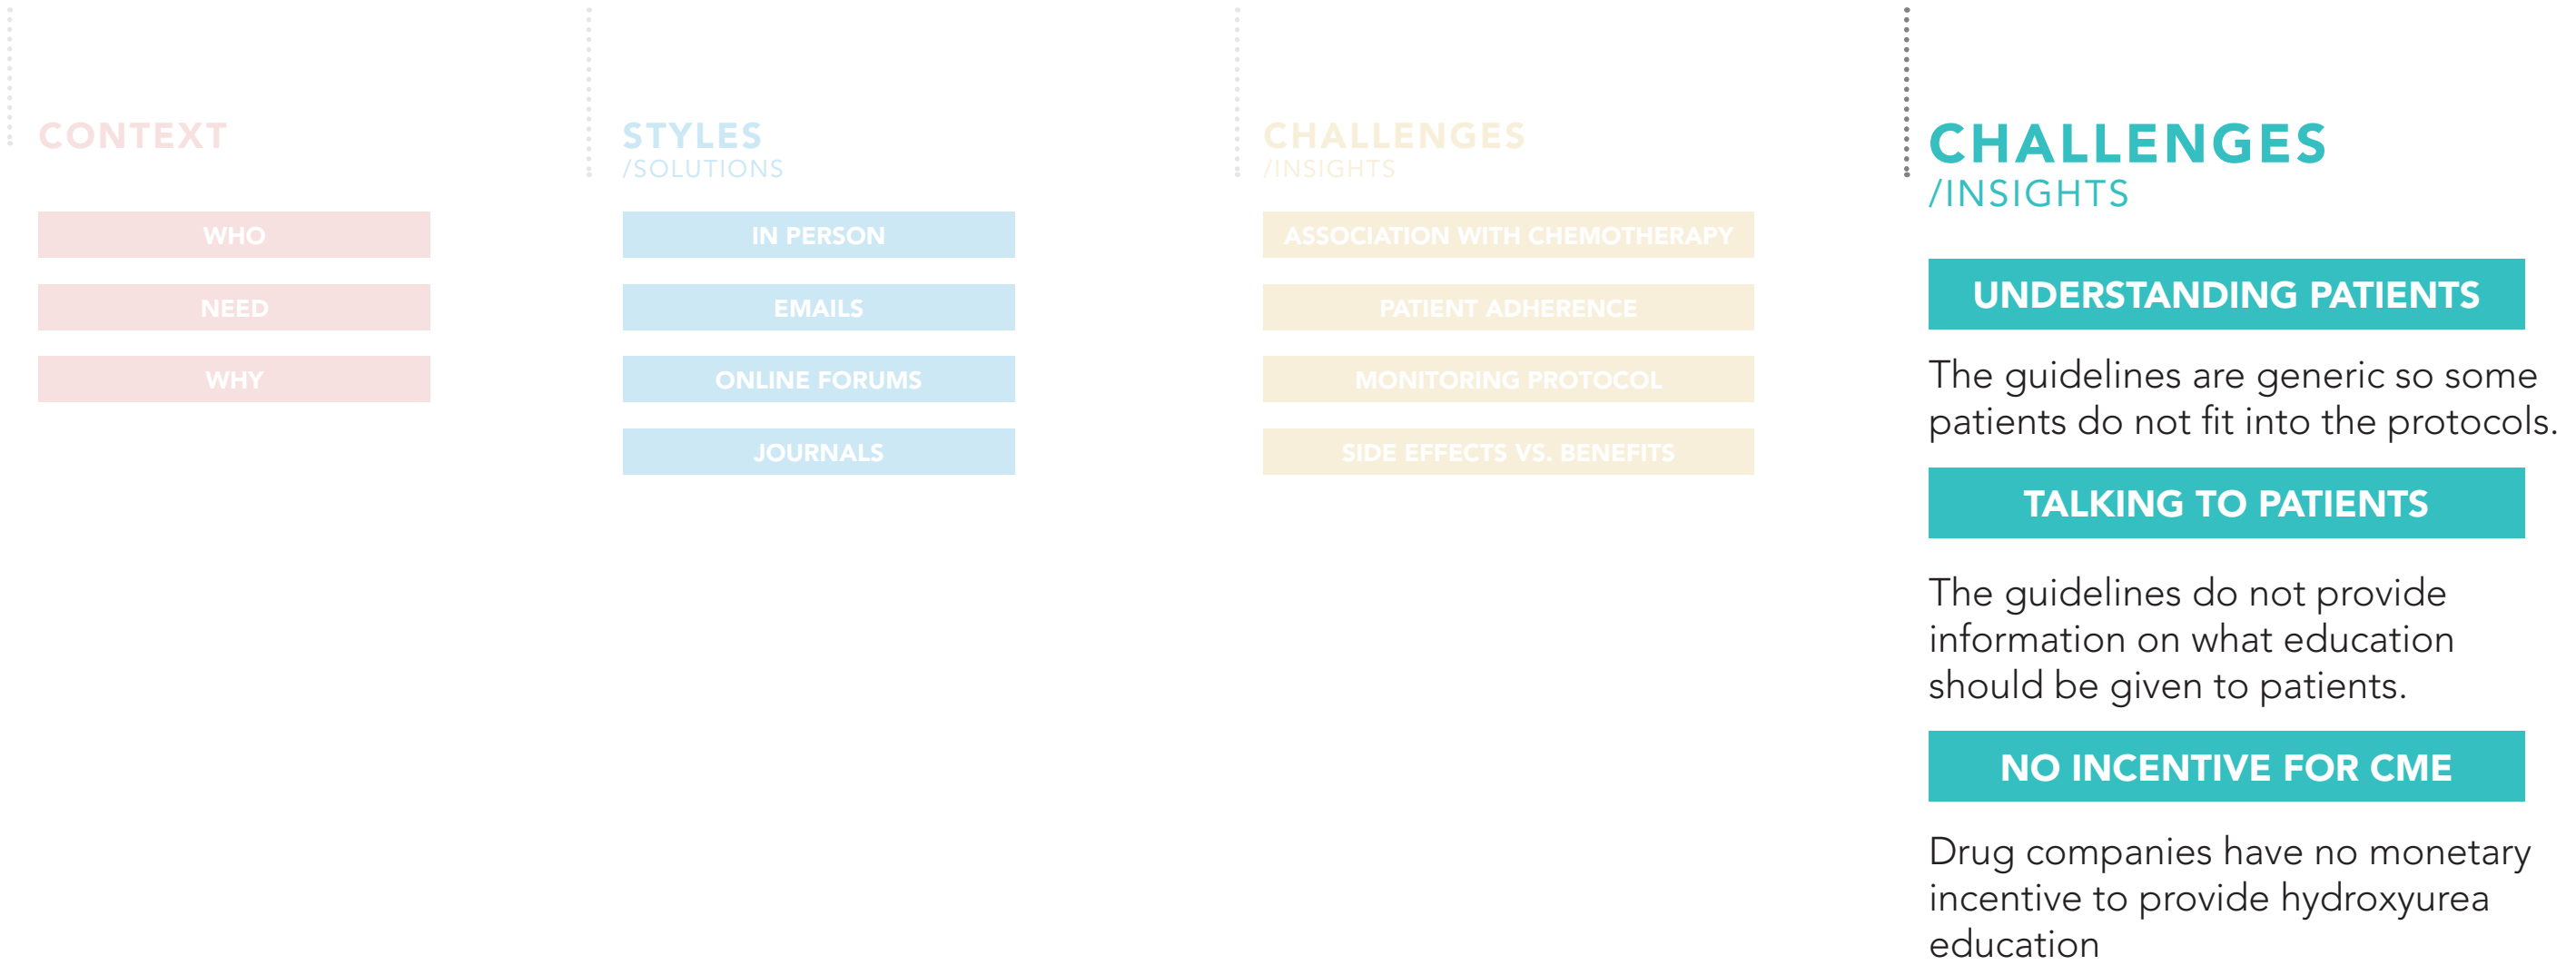 CONTEXT
WHO
NEED
WHY
STYLES
/SOLUTIONS
IN PERSON
EMAILS
ONLINE FORUMS
JOURNALS
CHALLENGES
/INSIGHTS
ASSOCIATION WITH CHEMOTHERAPY
PATIENT ADHERENCE
MONITORING PROTOCOL
SIDE EFFECTS VS. BENEFITS
CHALLENGES
/INSIGHTS
UNDERSTANDING PATIENTS
The guidelines are generic so some
patients do not fit into the protocols.
TALKING TO PATIENTS
The guidelines do not provide
information on what education
should be given to patients.
NO INCENTIVE FOR CME
Drug companies have no monetary
incentive to provide hydroxyurea
education